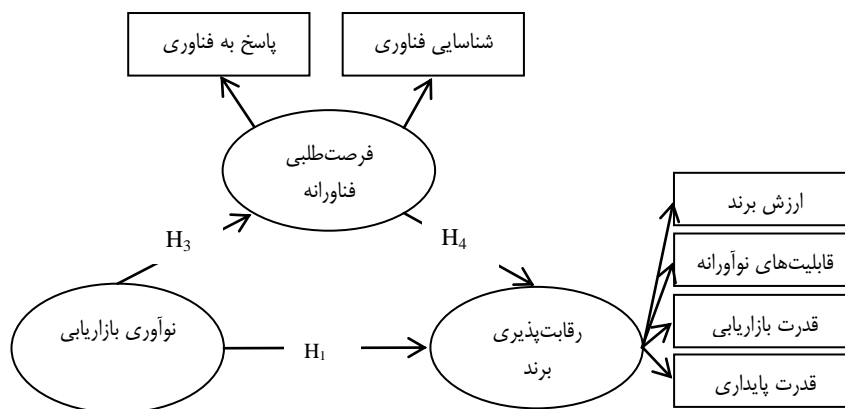 پاسخ به فناوری
شناسایی فناوری
فرصت‌طلبی
فناورانه
ارزش برند
H3
H4
قابلیت‌های نوآورانه
نوآوری بازاریابی
رقابت‌پذیری
برند
قدرت بازاریابی
H1
قدرت پایداری